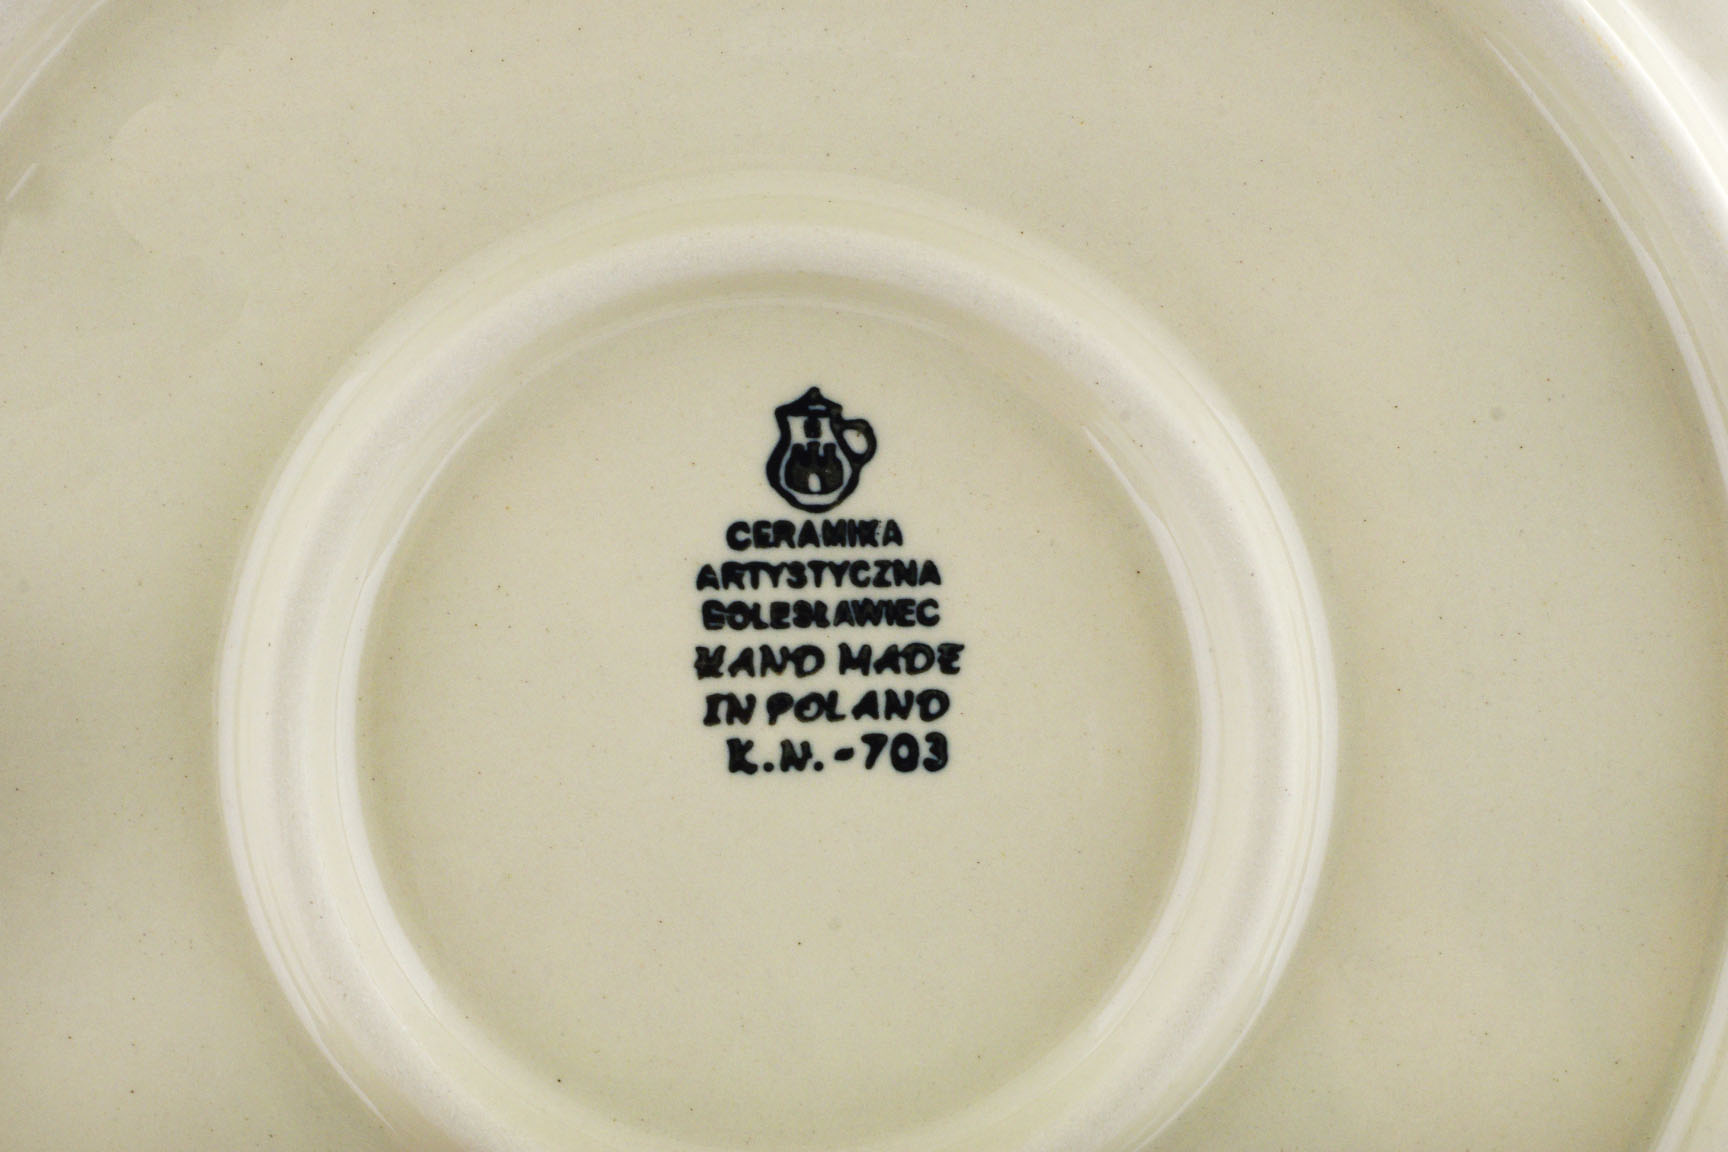 CERAMIKA
ARTYSTYCZNA
BOLESŁAWIEC
HAND MADE
IN POLAND
K.N.-703